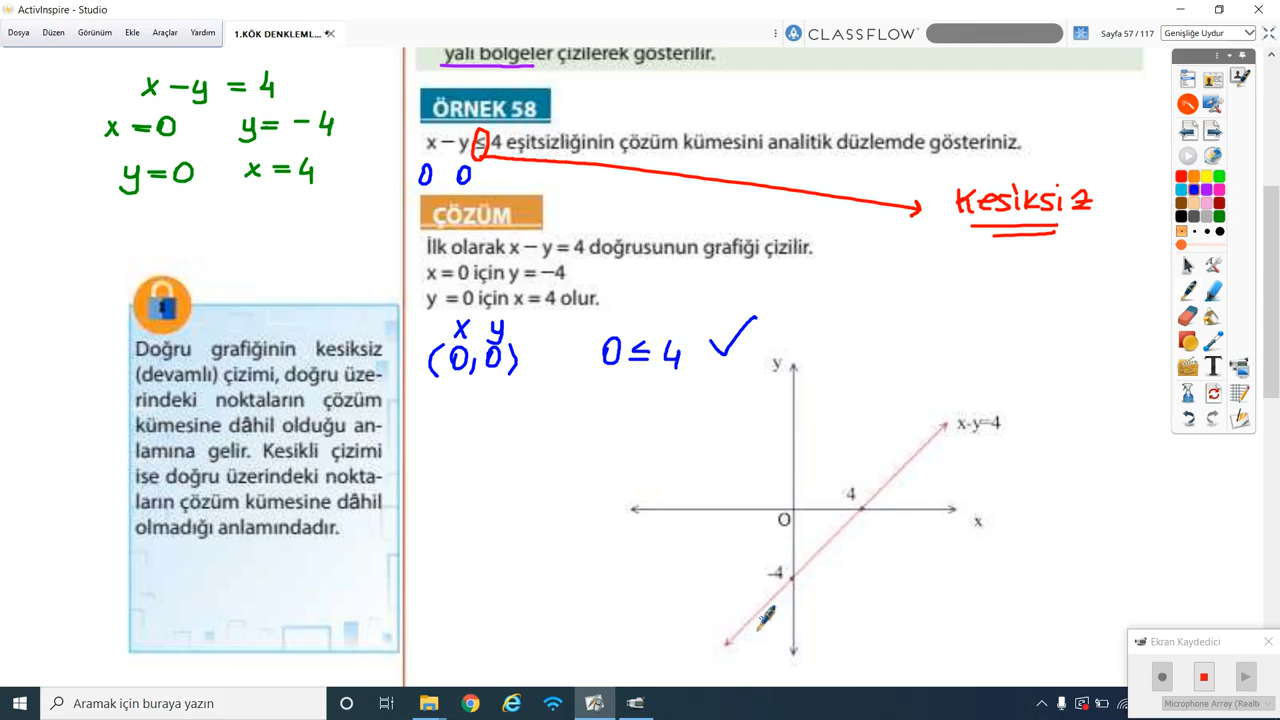 ActivInspire - Studio
Dosya Düzen Görünüm Ekle Araçlar Yardım
1.KÖK DENKLEML...
CLASSFLOW
Sayfa 57 / 117
Genişliğe Uydur
yalı bölgeler çizilerek gösterilir.
x - y = 4
x = 0 y = -4
y = 0 x = 4
ÖRNEK 58
x − y ≤ 4 eşitsizliğinin çözüm kümesini analitik düzlemde gösteriniz.
0 0
Kesiksiz
ÇÖZÜM
İlk olarak x − y = 4 doğrusunun grafiği çizilir.
x = 0 için y = −4
y = 0 için x = 4 olur.
x y
(0, 0) 0 ≤ 4 ✓
Doğru grafiğinin kesiksiz
(devamlı) çizimi, doğru üze-
rindeki noktaların çözüm
kümesine dâhil olduğu an-
lamına gelir. Kesikli çizimi
ise doğru üzerindeki nokta-
ların çözüm kümesine dâhil
olmadığı anlamındadır.
y
x-y=4
4
O
x
-4
Ekran Kaydedici
Microphone Array (Realt
Aramak için buraya yazın